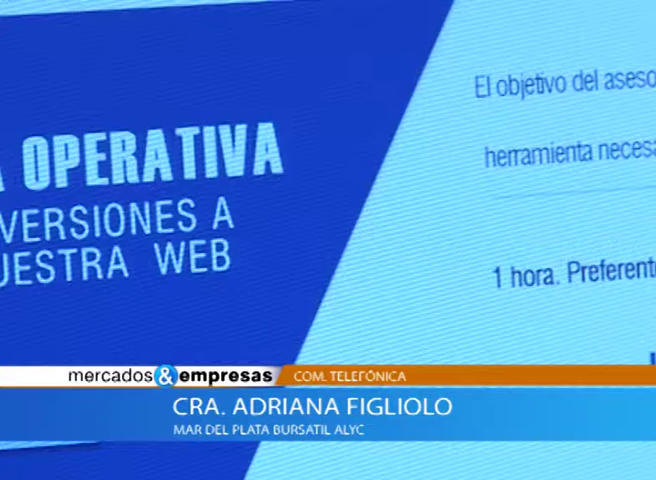 A OPERATIVA
VERSIONES A
UESTRA WEB
El objetivo del aseso
herramienta necesa
1 hora. Preferent
mercados&empresas
COM. TELEFÓNICA
CRA. ADRIANA FIGLIOLO
MAR DEL PLATA BURSATIL ALYC